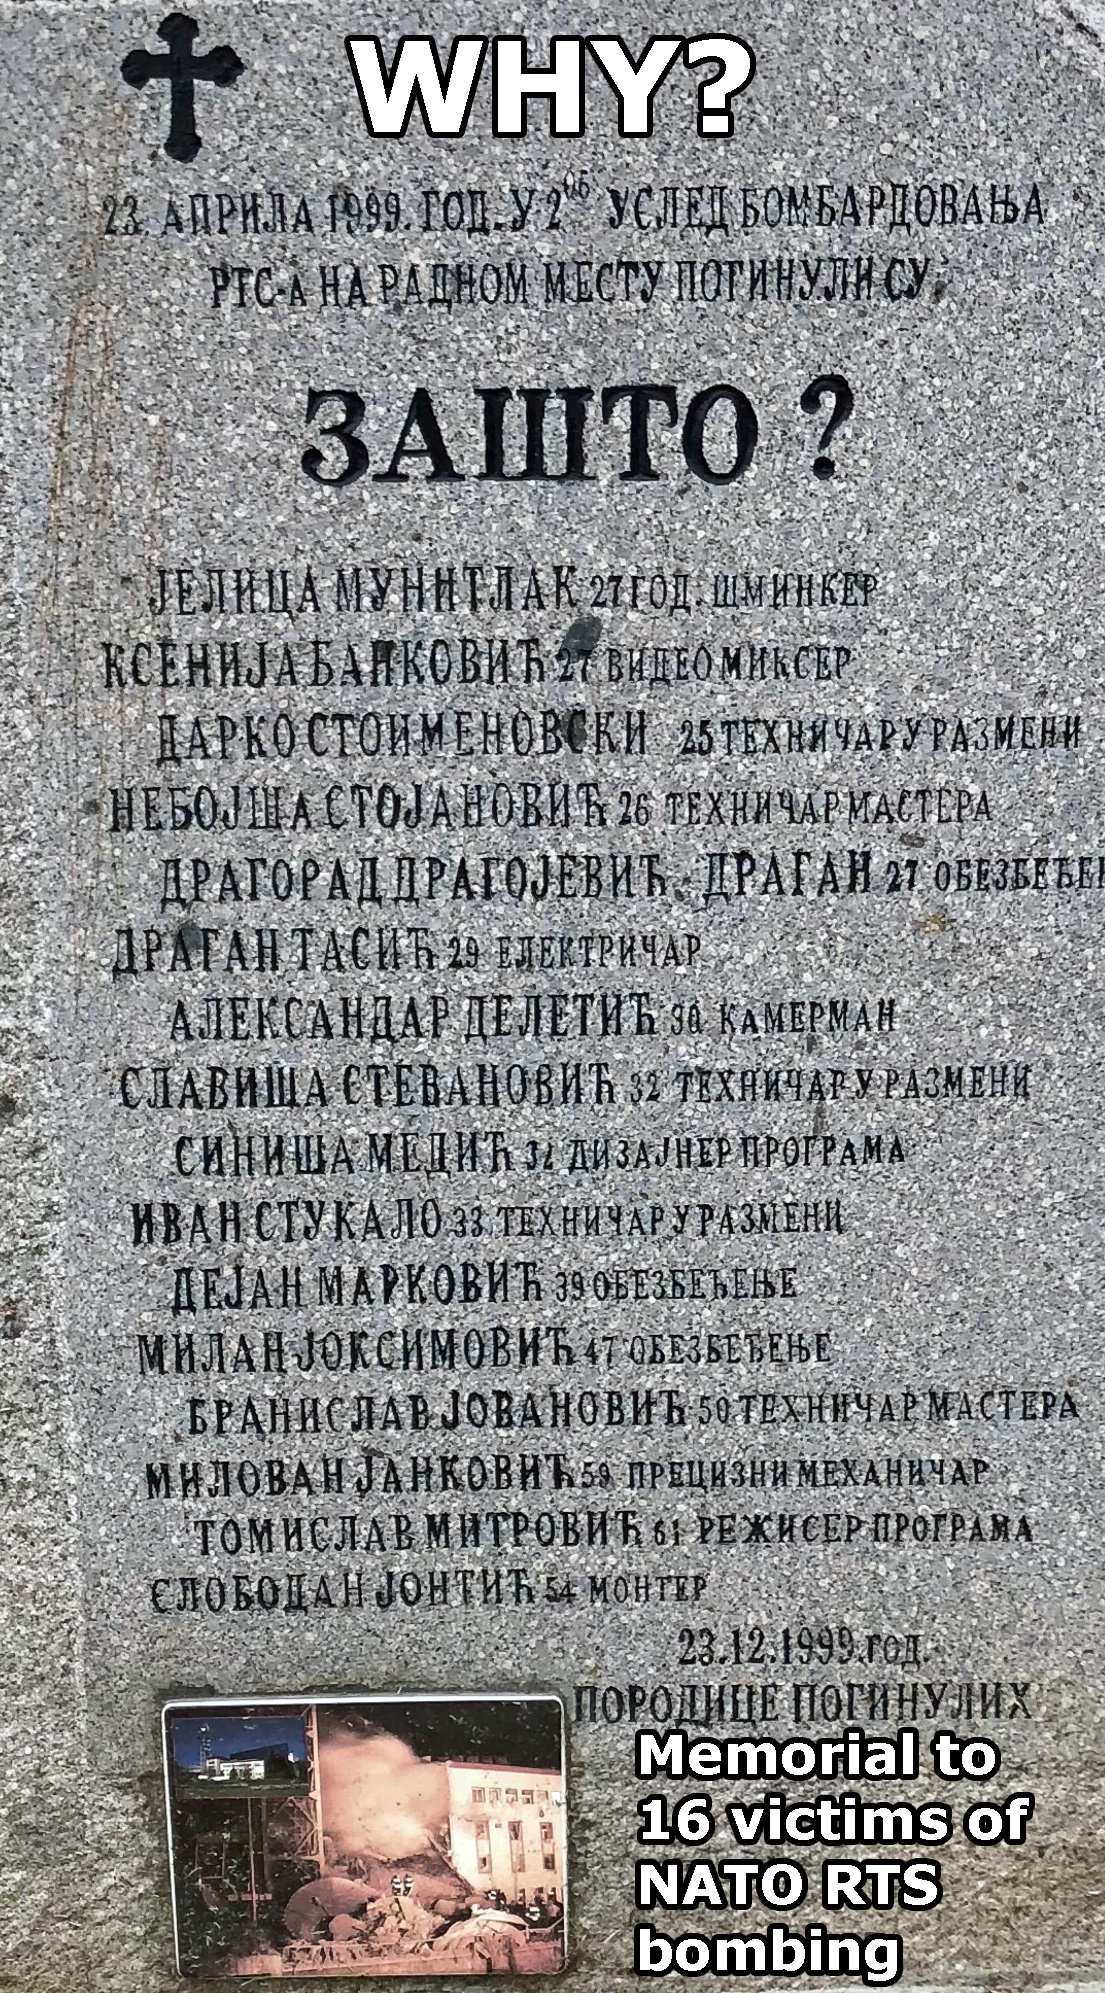 WHY?
23. АПРИЛА 1999. ГОД. У 2⁰⁶ УСЛЕД БОМБАРДОВАЊА
РТС-а НА РАДНОМ МЕСТУ ПОГИНУЛИ СУ:
ЗАШТО ?
ЈЕЛИЦА МУНИТЛАК 27 ГОД. ШМИНКЕР
КСЕНИЈА БАНКОВИЋ 27 ВИДЕОМИКСЕР
ДАРКО СТОИМЕНОВСКИ 25 ТЕХНИЧАР У РАЗМЕНИ
НЕБОЈША СТОЈАНОВИЋ 26 ТЕХНИЧАР МАСТЕРА
ДРАГОРАД ДРАГОЈЕВИЋ - ДРАГАН 27 ОБЕЗБЕЂЕН
ДРАГАН ТАСИЋ 29 ЕЛЕКТРИЧАР
АЛЕКСАНДАР ДЕЛЕТИЋ 30 КАМЕРМАН
СЛАВИША СТЕВАНОВИЋ 32 ТЕХНИЧАР У РАЗМЕНИ
СИНИША МЕДИЋ 32 ДИЗАЈНЕР ПРОГРАМА
ИВАН СТУКАЛО 33 ТЕХНИЧАР У РАЗМЕНИ
ДЕЈАН МАРКОВИЋ 39 ОБЕЗБЕЂЕЊЕ
МИЛАН ЈОКСИМОВИЋ 47 ОБЕЗБЕЂЕЊЕ
БРАНИСЛАВ ЈОВАНОВИЋ 50 ТЕХНИЧАР МАСТЕРА
МИЛОВАН ЈАНКОВИЋ 59 ПРЕЦИЗНИ МЕХАНИЧАР
ТОМИСЛАВ МИТРОВИЋ 61 РЕЖИСЕР ПРОГРАМА
СЛОБОДАН ЈОНТИЋ 54 МОНТЕР
23.12.1999.год.
ПОРОДИЦЕ ПОГИНУЛИХ
Memorial to
16 victims of
NATO RTS
bombing